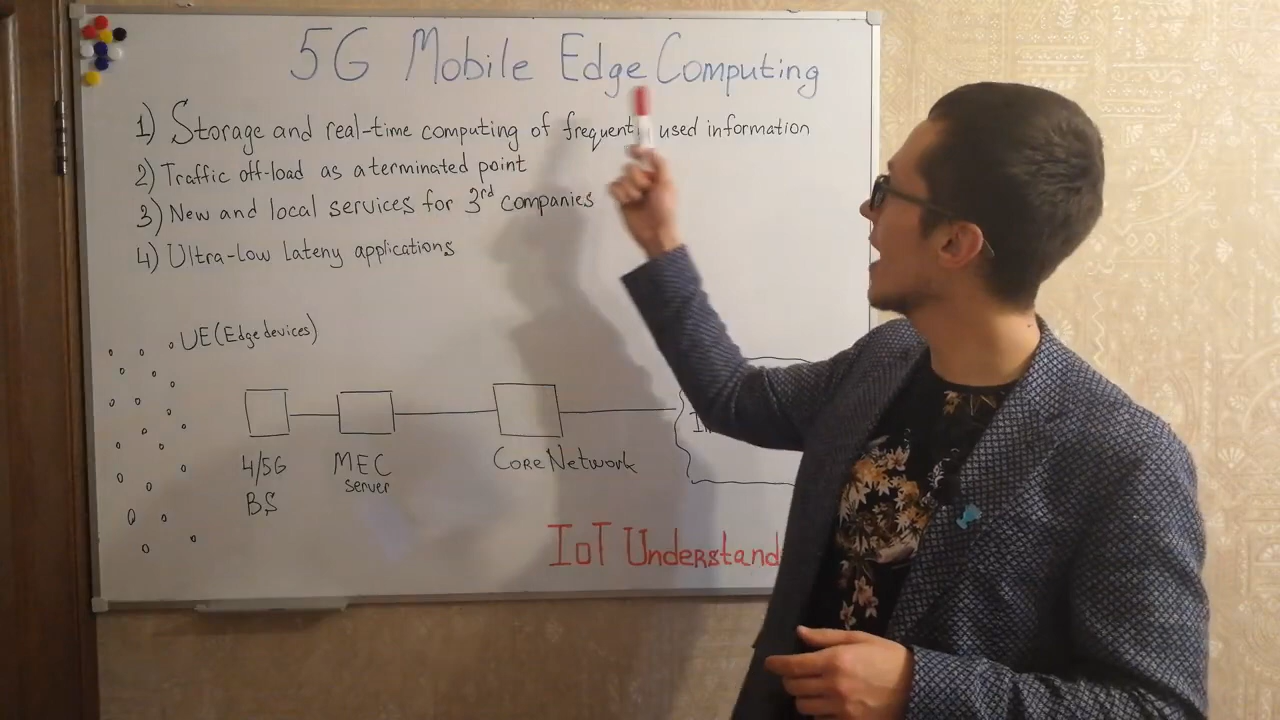 5G Mobile Edge Computing
1) Storage and real-time computing of frequently used information
2) Traffic off-load as a terminated point
3) New and local services for 3rd companies
4) Ultra-low lateny applications
UE (Edge devices)
4/5G
BS
MEC
server
Core Network
IoT Understand